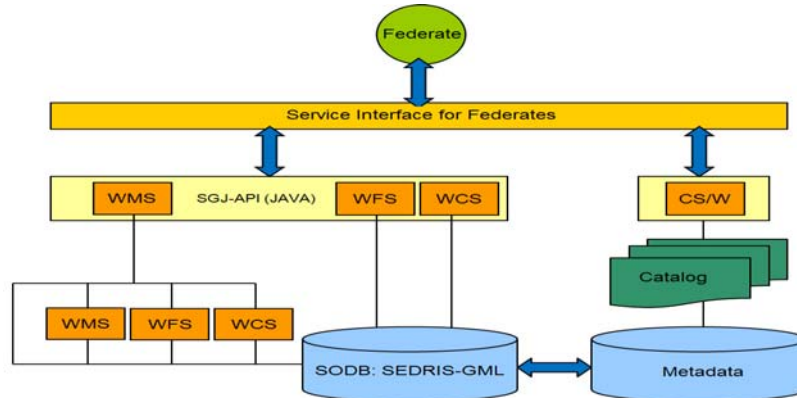 Federate
Service Interface for Federates
WMS
SGJ-API (JAVA)
WFS
WCS
CS/W
Catalog
WMS
WFS
WCS
SODB: SEDRIS-GML
Metadata